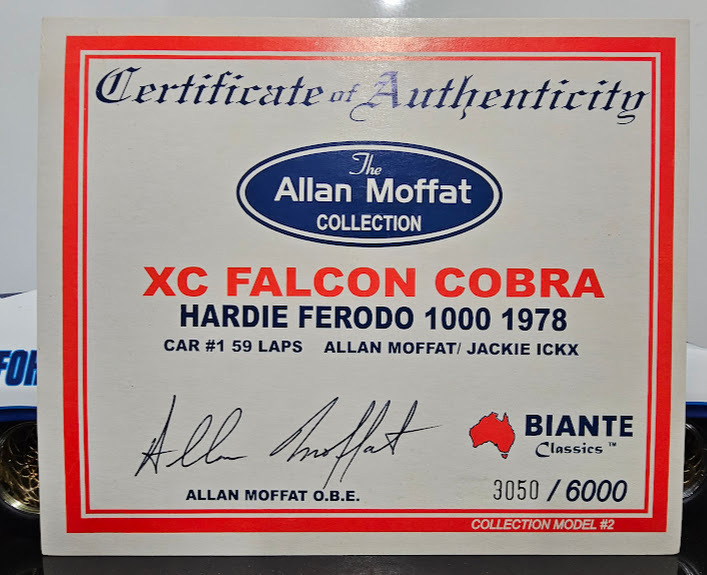 Certificate of Authenticity
The
Allan Moffat
COLLECTION
XC FALCON COBRA
HARDIE FERODO 1000 1978
CAR #1 59 LAPS ALLAN MOFFAT/ JACKIE ICKX
Allan Moffat
BIANTE
Classics™
ALLAN MOFFAT O.B.E.
3050 / 6000
COLLECTION MODEL #2